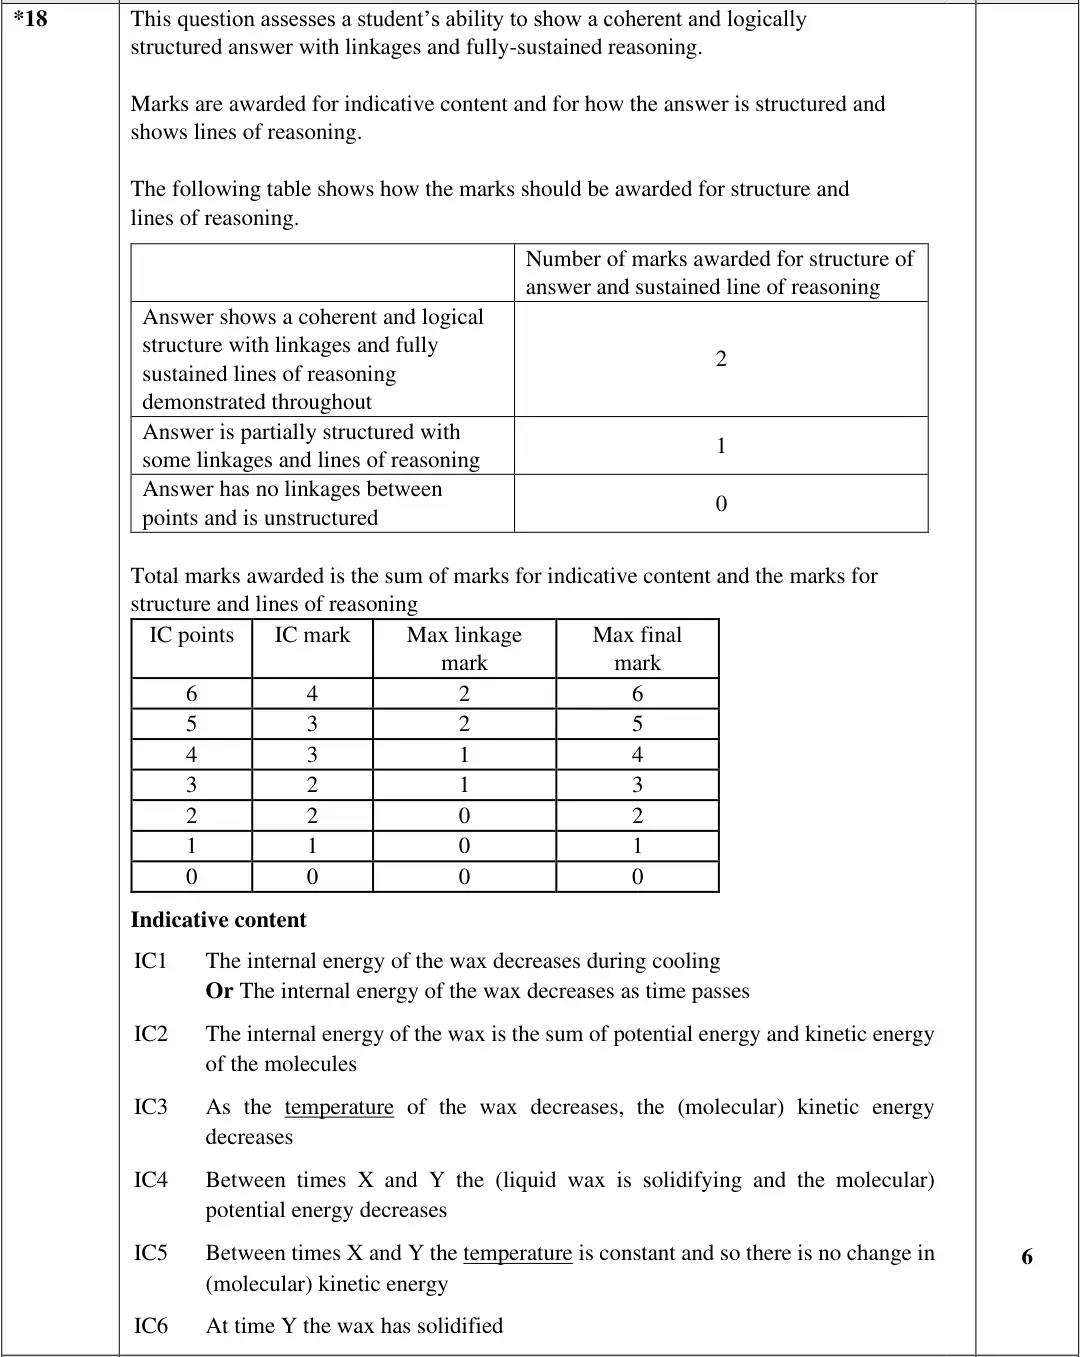 *18
This question assesses a student’s ability to show a coherent and logically
structured answer with linkages and fully-sustained reasoning.
Marks are awarded for indicative content and for how the answer is structured and
shows lines of reasoning.
The following table shows how the marks should be awarded for structure and
lines of reasoning.
Number of marks awarded for structure of
answer and sustained line of reasoning
Answer shows a coherent and logical
structure with linkages and fully
sustained lines of reasoning
demonstrated throughout
2
Answer is partially structured with
some linkages and lines of reasoning
1
Answer has no linkages between
points and is unstructured
0
Total marks awarded is the sum of marks for indicative content and the marks for
structure and lines of reasoning
IC points IC mark Max linkage Max final
mark mark
6 4 2 6
5 3 2 5
4 3 1 4
3 2 1 3
2 2 0 2
1 1 0 1
0 0 0 0
Indicative content
IC1 The internal energy of the wax decreases during cooling
Or The internal energy of the wax decreases as time passes
IC2 The internal energy of the wax is the sum of potential energy and kinetic energy
of the molecules
IC3 As the temperature of the wax decreases, the (molecular) kinetic energy
decreases
IC4 Between times X and Y the (liquid wax is solidifying and the molecular)
potential energy decreases
IC5 Between times X and Y the temperature is constant and so there is no change in
(molecular) kinetic energy
6
IC6 At time Y the wax has solidified